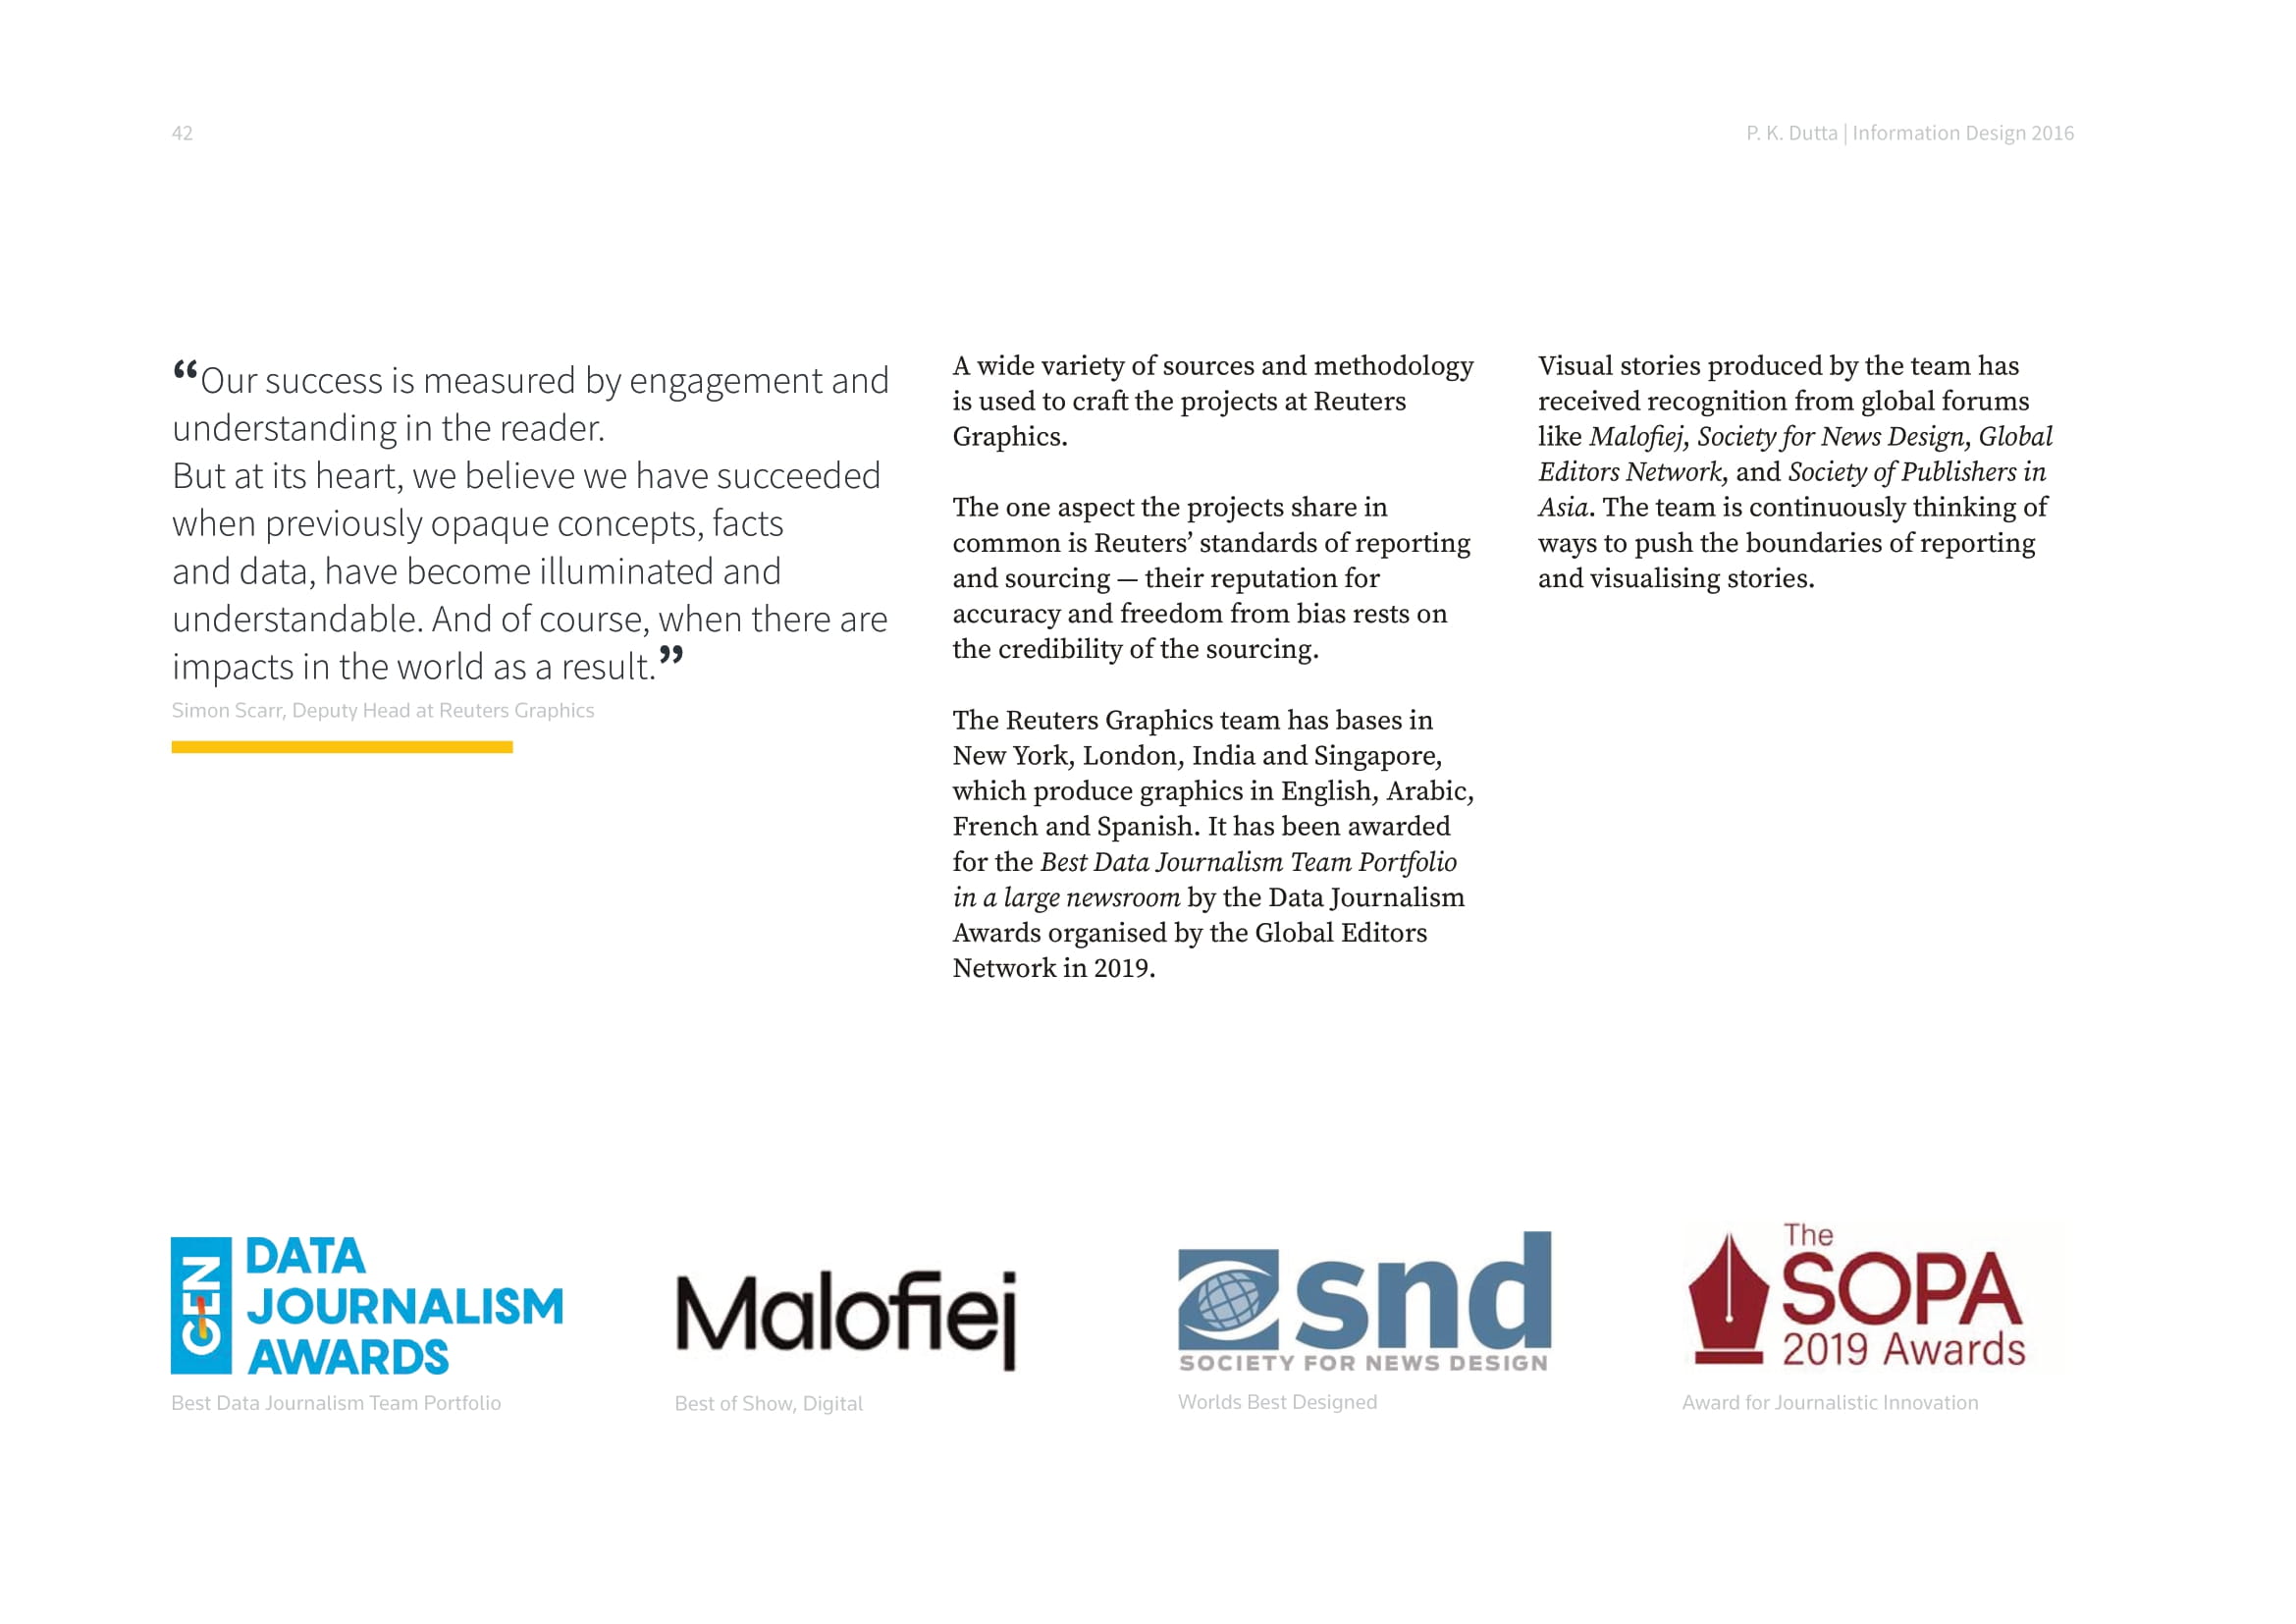 42
P. K. Dutta | Information Design 2016
“Our success is measured by engagement and
understanding in the reader.
But at its heart, we believe we have succeeded
when previously opaque concepts, facts
and data, have become illuminated and
understandable. And of course, when there are
impacts in the world as a result.”
Simon Scarr, Deputy Head at Reuters Graphics
A wide variety of sources and methodology
is used to craft the projects at Reuters
Graphics.
The one aspect the projects share in
common is Reuters’ standards of reporting
and sourcing — their reputation for
accuracy and freedom from bias rests on
the credibility of the sourcing.
The Reuters Graphics team has bases in
New York, London, India and Singapore,
which produce graphics in English, Arabic,
French and Spanish. It has been awarded
for the Best Data Journalism Team Portfolio
in a large newsroom by the Data Journalism
Awards organised by the Global Editors
Network in 2019.
Visual stories produced by the team has
received recognition from global forums
like Malofiej, Society for News Design, Global
Editors Network, and Society of Publishers in
Asia. The team is continuously thinking of
ways to push the boundaries of reporting
and visualising stories.
GEN
DATA
JOURNALISM
AWARDS
Best Data Journalism Team Portfolio
Malofiej
Best of Show, Digital
snd
SOCIETY FOR NEWS DESIGN
Worlds Best Designed
The
SOPA
2019 Awards
Award for Journalistic Innovation